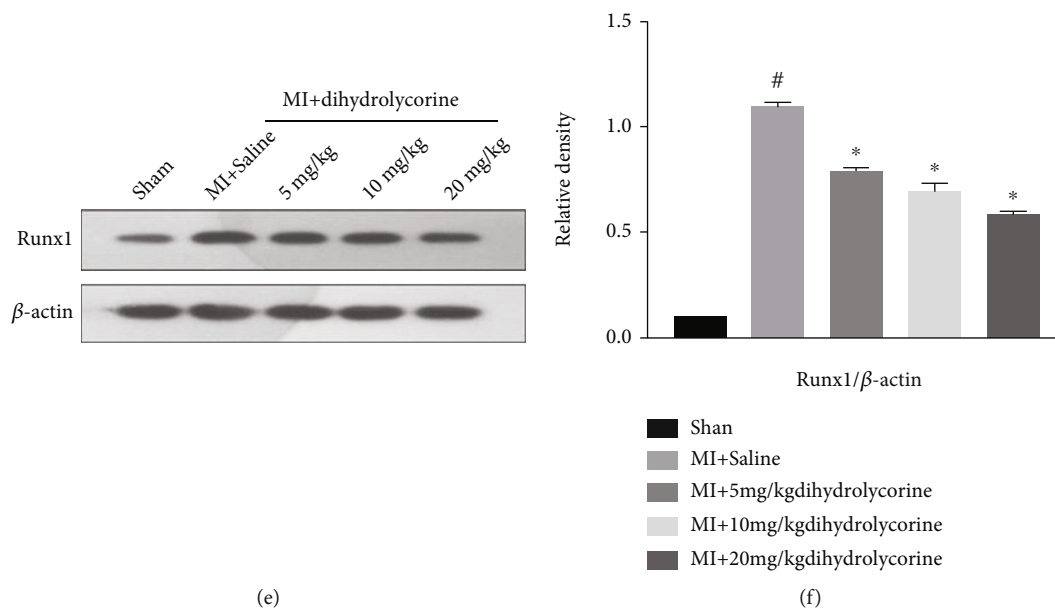 MI+dihydrolycorine
Sham
MI+Saline
5 mg/kg
10 mg/kg
20 mg/kg
Runx1
β-actin
(e)
1.5
1.0
0.5
0.0
Relative density
#
*
*
*
Runx1/β-actin
Shan
MI+Saline
MI+5mg/kgdihydrolycorine
MI+10mg/kgdihydrolycorine
MI+20mg/kgdihydrolycorine
(f)